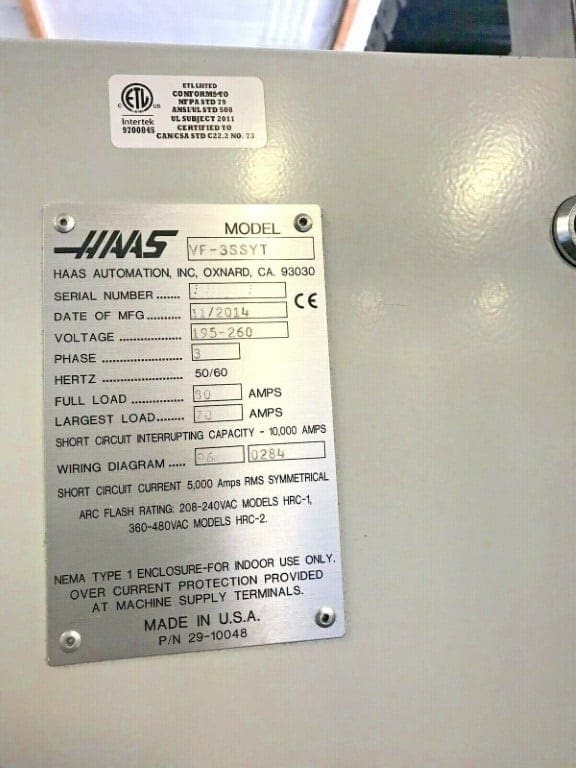 ETL LISTED
CONFORMS TO
NFPA STD 79
ANSI/UL STD 508
UL SUBJECT 2011
CERTIFIED TO
CAN/CSA STD C22.2 NO. 73
C ETL US
Intertek
9700845
HAAS
MODEL
VF-3SSYT
HAAS AUTOMATION, INC, OXNARD, CA. 93030
SERIAL NUMBER ......
CE
DATE OF MFG......... 11/2014
VOLTAGE ................. 195-260
PHASE ...................... 3
HERTZ ...................... 50/60
FULL LOAD .............. AMPS
LARGEST LOAD....... 70 AMPS
SHORT CIRCUIT INTERRUPTING CAPACITY - 10,000 AMPS
WIRING DIAGRAM ..... 96 0284
SHORT CIRCUIT CURRENT 5,000 Amps RMS SYMMETRICAL
ARC FLASH RATING: 208-240VAC MODELS HRC-1,
360-480VAC MODELS HRC-2.
NEMA TYPE 1 ENCLOSURE-FOR INDOOR USE ONLY.
OVER CURRENT PROTECTION PROVIDED
AT MACHINE SUPPLY TERMINALS.
MADE IN U.S.A.
P/N 29-10048